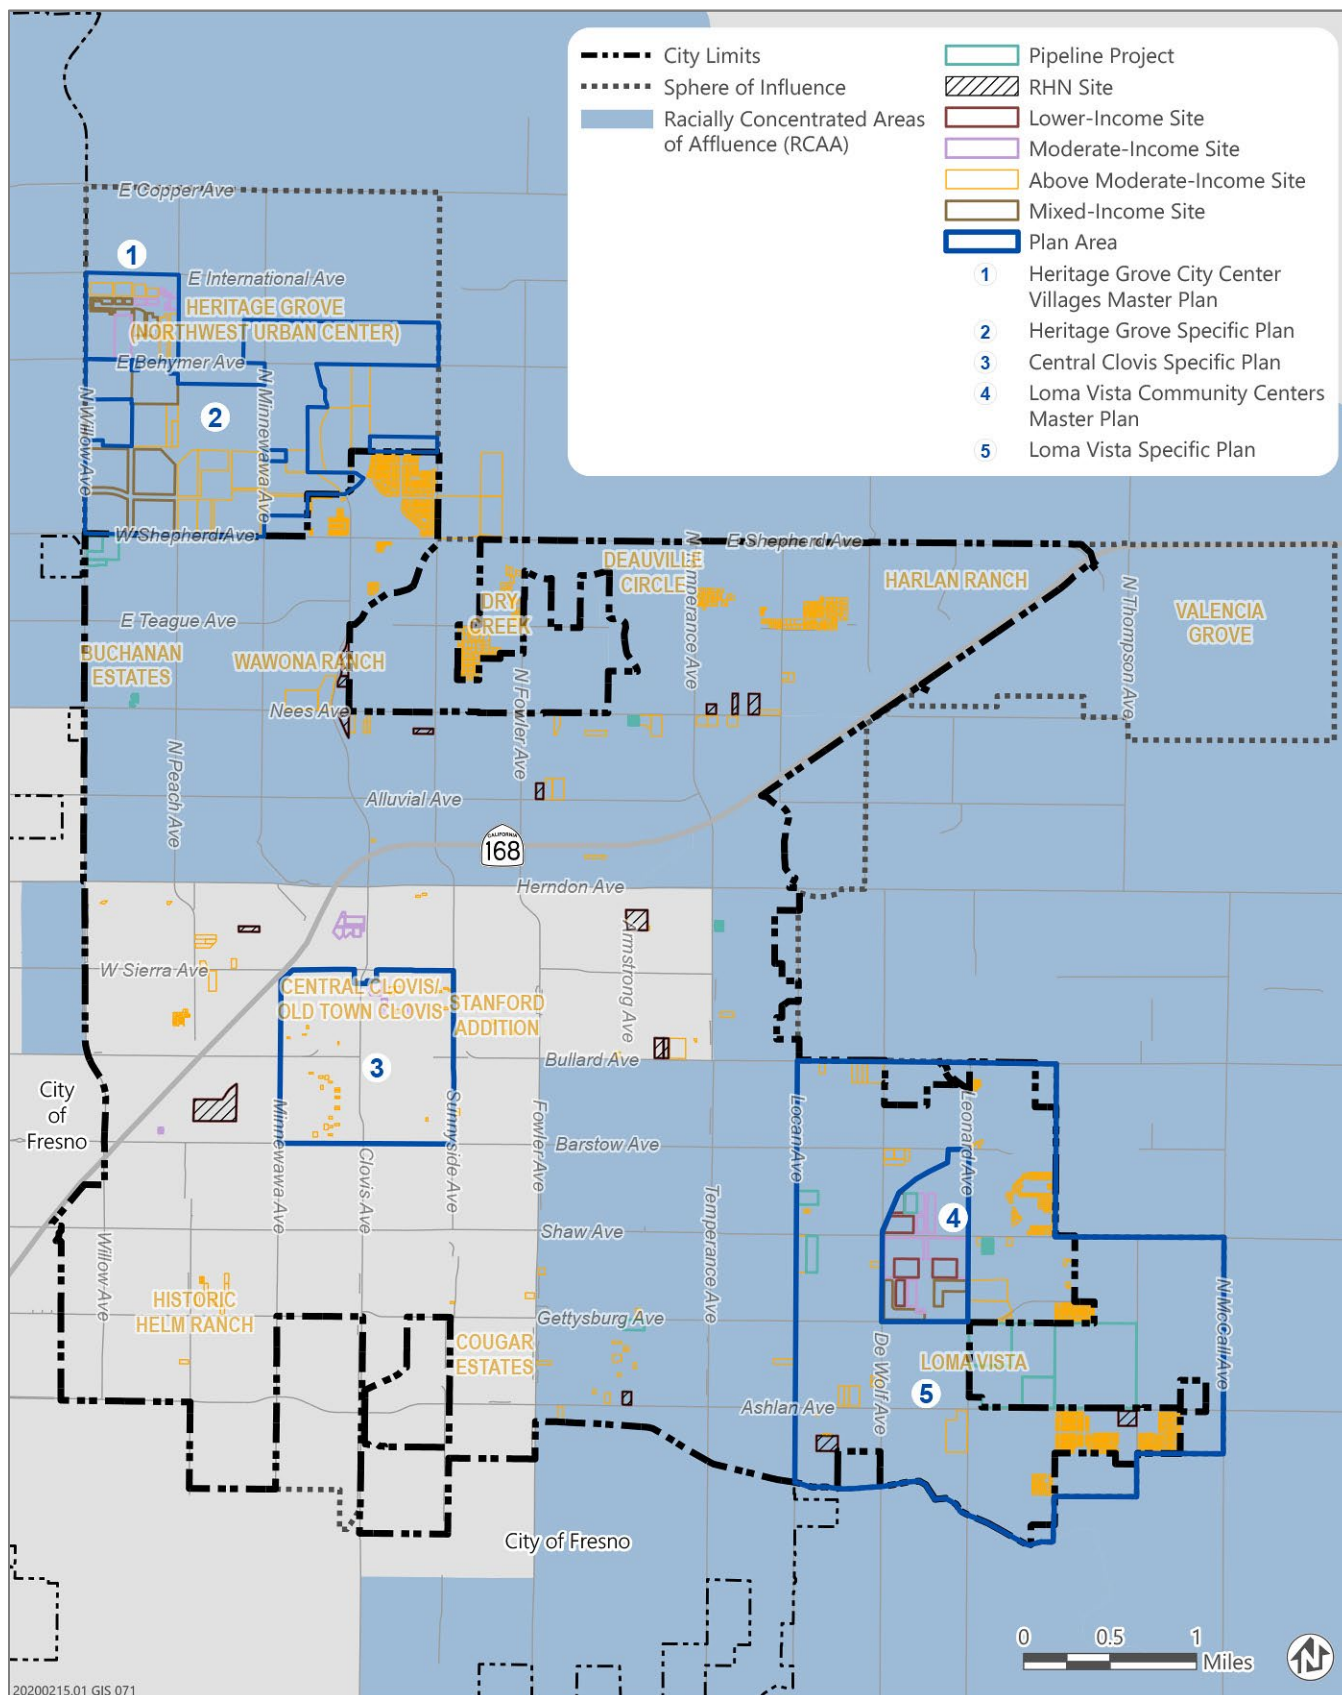 City Limits
Sphere of Influence
Racially Concentrated Areas
of Affluence (RCAA)
Pipeline Project
RHN Site
Lower-Income Site
Moderate-Income Site
Above Moderate-Income Site
Mixed-Income Site
Plan Area
1 Heritage Grove City Center
Villages Master Plan
2 Heritage Grove Specific Plan
3 Central Clovis Specific Plan
4 Loma Vista Community Centers
Master Plan
5 Loma Vista Specific Plan
E Copper Ave
1
E International Ave
HERITAGE GROVE
(NORTHWEST URBAN CENTER)
E Behymer Ave
N Willow Ave
N Minnewawa Ave
2
W Shepherd Ave
E Shepherd Ave
N Temperance Ave
DEAUVILLE
CIRCLE
HARLAN RANCH
DRY
CREEK
N Thompson Ave
VALENCIA
GROVE
E Teague Ave
BUCHANAN
ESTATES
WAWONA RANCH
Nees Ave
N Fowler Ave
N Peach Ave
Alluvial Ave
CALIFORNIA
168
Herndon Ave
Armstrong Ave
W Sierra Ave
CENTRAL CLOVIS/
OLD TOWN CLOVIS
STANFORD
ADDITION
3
Bullard Ave
City
of
Fresno
Minnewawa Ave
Clovis Ave
Sunnyside Ave
Fowler Ave
Barstow Ave
Locan Ave
Leonard Ave
Temperance Ave
4
Shaw Ave
Willow Ave
HISTORIC
HELM RANCH
Gettysburg Ave
COUGAR
ESTATES
De Wolf Ave
LOMA VISTA
N McCall Ave
5
Ashlan Ave
City of Fresno
0 0.5 1
Miles
N
20200215.01 GIS 071